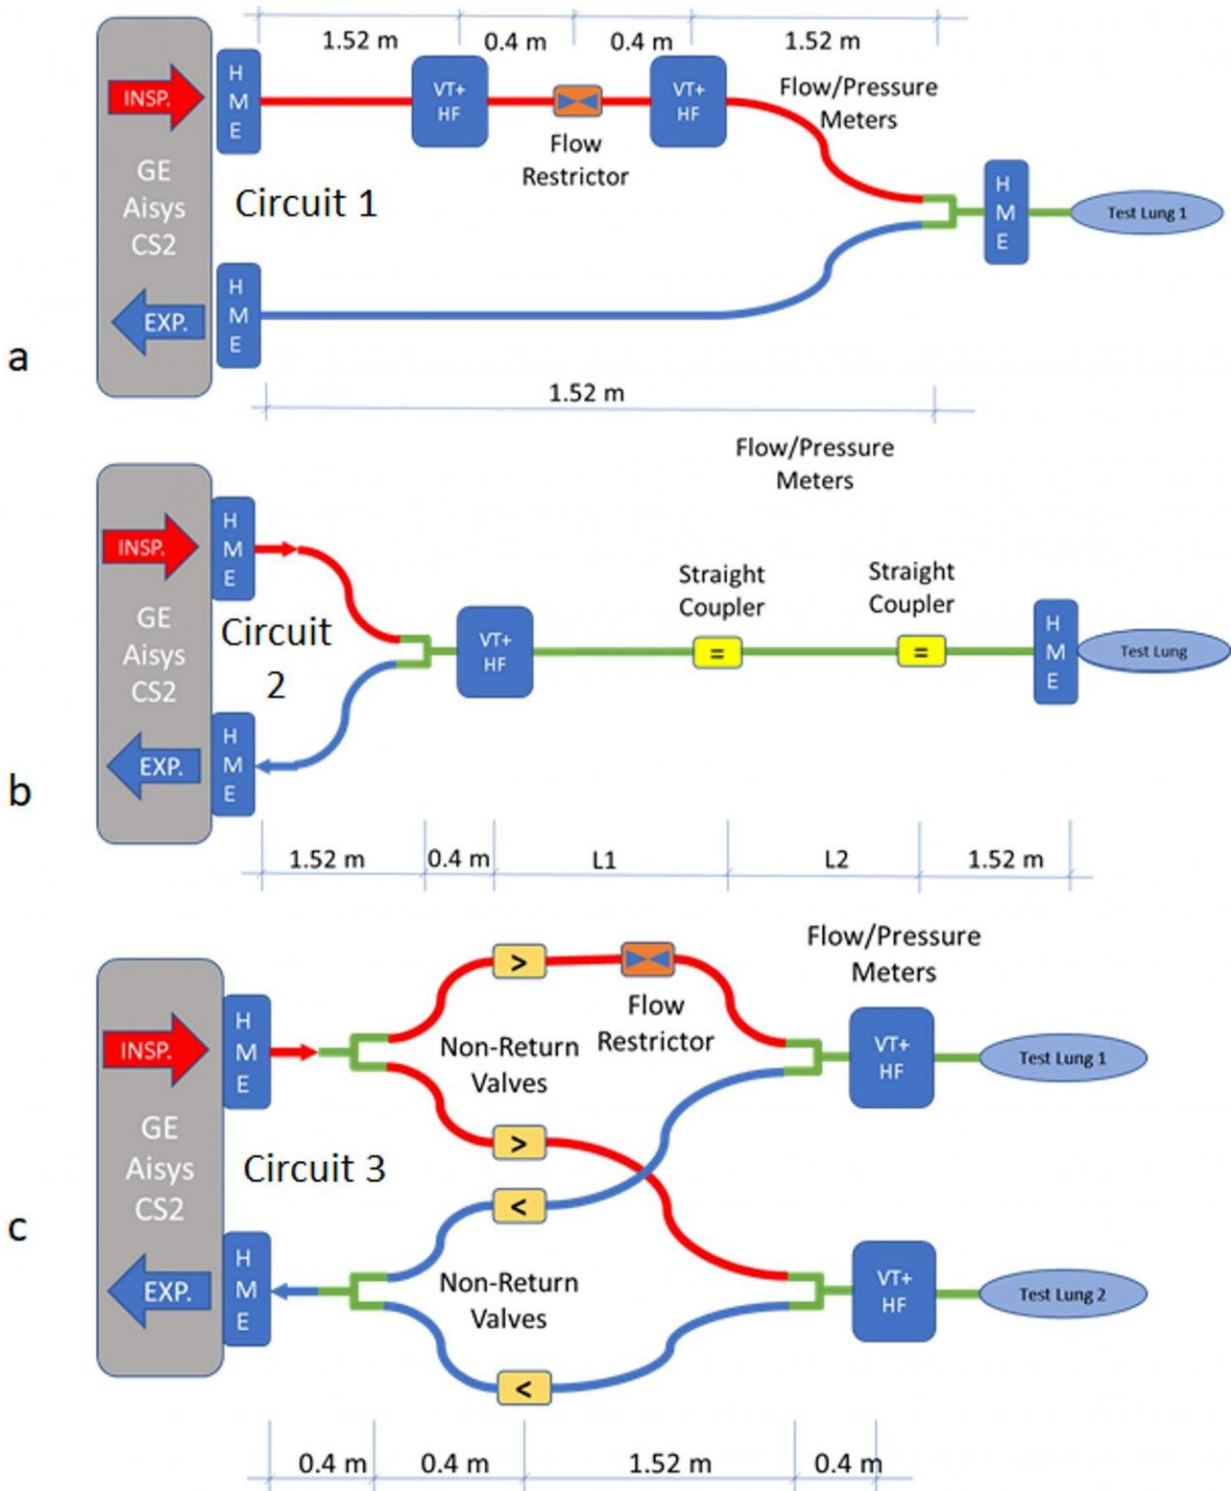 1.52 m 0.4 m 0.4 m 1.52 m
INSP.
H
M
E
VT+
HF
Flow
Restrictor
VT+
HF
Flow/Pressure
Meters
GE
Aisys
CS2
Circuit 1
H
M
E
Test Lung 1
EXP.
H
M
E
a
1.52 m
Flow/Pressure
Meters
INSP.
H
M
E
GE
Aisys
CS2
Circuit
2
VT+
HF
Straight
Coupler
=
Straight
Coupler
=
H
M
E
Test Lung
EXP.
H
M
E
b
1.52 m 0.4 m L1 L2 1.52 m
Flow/Pressure
Meters
INSP.
H
M
E
>
Flow
Restrictor
Non-Return
Valves
>
VT+
HF
Test Lung 1
GE
Aisys
CS2
Circuit 3
<
c
EXP.
H
M
E
Non-Return
Valves
<
VT+
HF
Test Lung 2
0.4 m 0.4 m 1.52 m 0.4 m